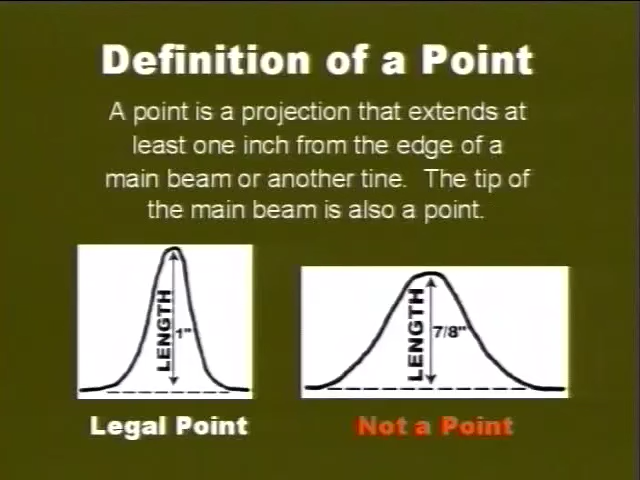 Definition of a Point
A point is a projection that extends at
least one inch from the edge of a
main beam or another tine. The tip of
the main beam is also a point.
LENGTH
1"
LENGTH
7/8"
Legal Point
Not a Point